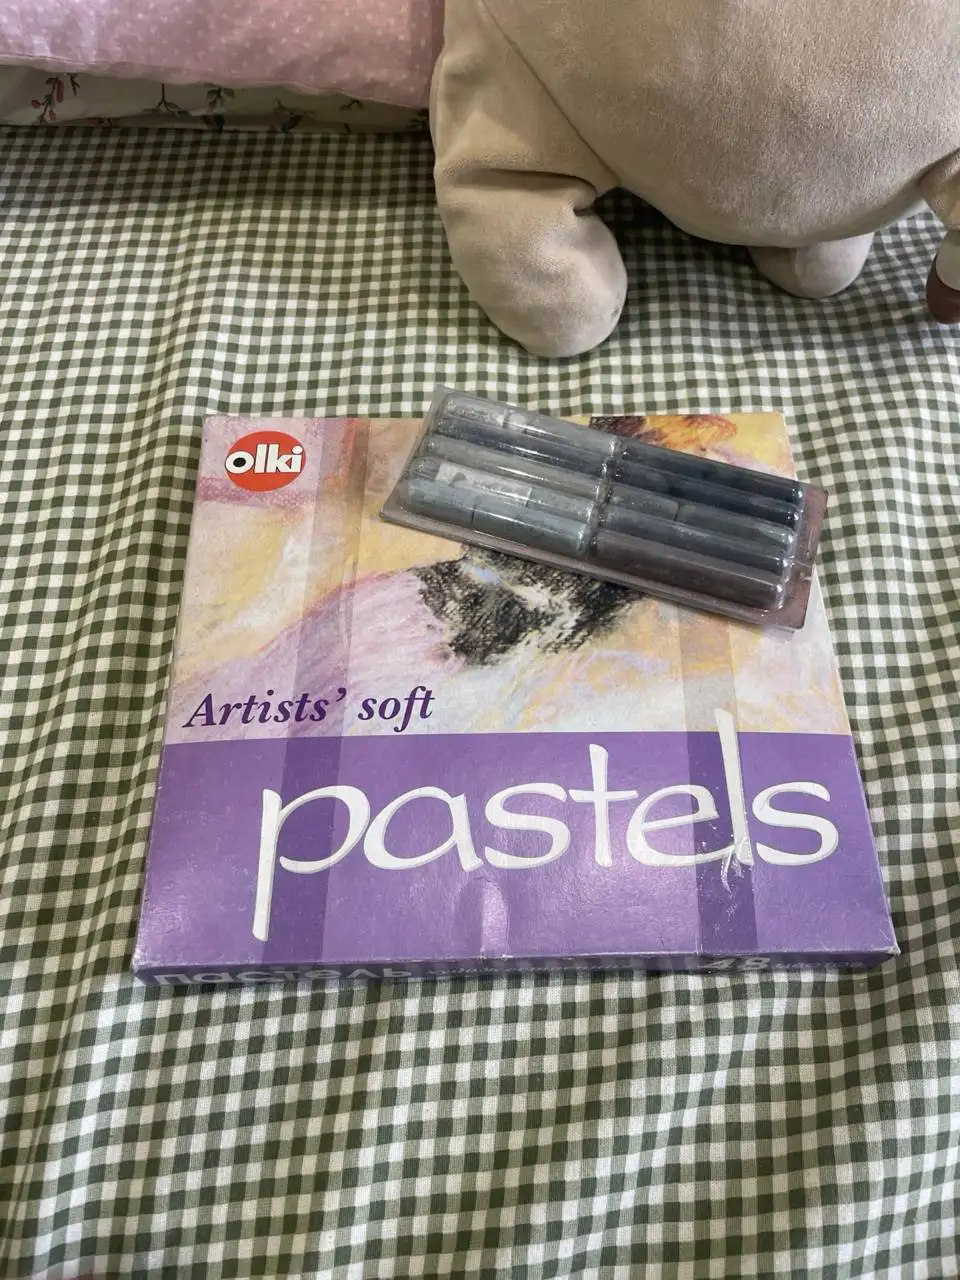 olki
Artists’ soft
pastels
пастель
48